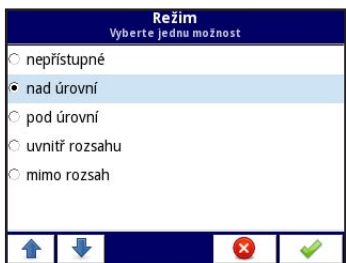 Režim
Vyberte jednu možnost
nepřístupné
nad úrovní
pod úrovní
uvnitř rozsahu
mimo rozsah